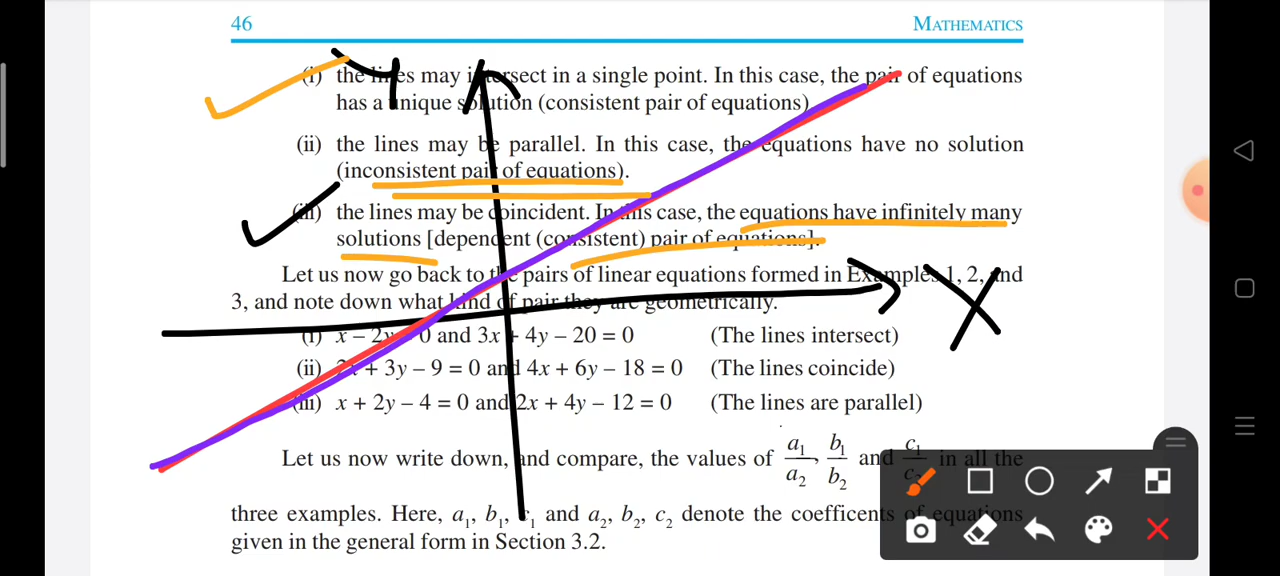 46 MATHEMATICS
(i) the lines may intersect in a single point. In this case, the pair of equations
has a unique solution (consistent pair of equations).
(ii) the lines may be parallel. In this case, the equations have no solution
(inconsistent pair of equations).
(iii) the lines may be coincident. In this case, the equations have infinitely many
solutions [dependent (consistent) pair of equations].
Let us now go back to the pairs of linear equations formed in Examples 1, 2, and
3, and note down what kind of pair they are geometrically.
(i) x – 2y = 0 and 3x + 4y – 20 = 0 (The lines intersect)
(ii) 2x + 3y – 9 = 0 and 4x + 6y – 18 = 0 (The lines coincide)
(iii) x + 2y – 4 = 0 and 2x + 4y – 12 = 0 (The lines are parallel)
Let us now write down, and compare, the values of a₁/a₂, b₁/b₂ and c₁/c₂ in all the
three examples. Here, a₁, b₁, c₁ and a₂, b₂, c₂ denote the coefficents of equations
given in the general form in Section 3.2.
Y
X